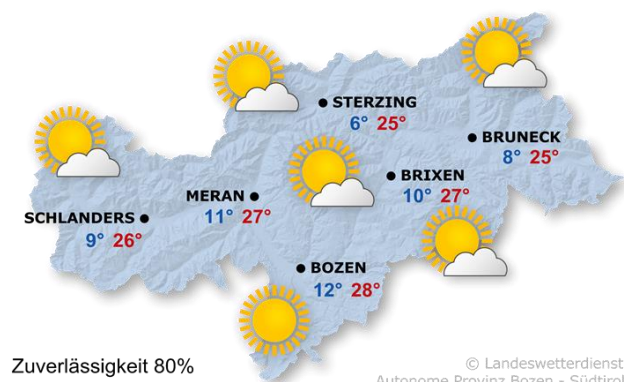 STERZING
6° 25°
BRUNECK
8° 25°
BRIXEN
10° 27°
MERAN
11° 27°
SCHLANDERS
9° 26°
BOZEN
12° 28°
Zuverlässigkeit 80%
© Landeswetterdienst
Autonome Provinz Bozen - Südtirol